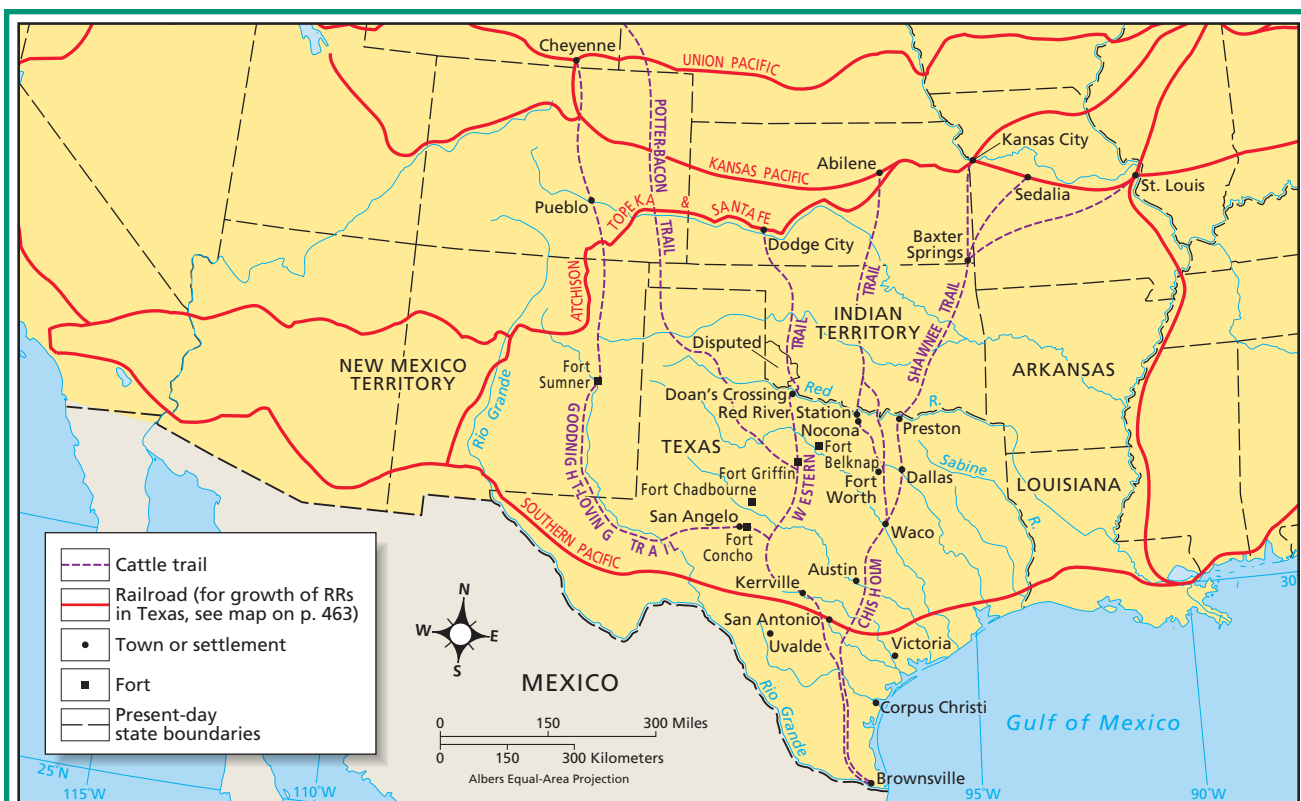 Cheyenne
UNION PACIFIC
POTTER-BACON
TRAIL
KANSAS PACIFIC
Abilene
Kansas City
Sedalia
St. Louis
Pueblo
ATCHISON
TOPEKA & SANTA FE
Dodge City
Baxter
Springs
TRAIL
TRAIL
SHAWNEE TRAIL
INDIAN
TERRITORY
Disputed
NEW MEXICO
TERRITORY
ARKANSAS
Fort
Sumner
Rio Grande
Doan's Crossing
Red
R.
Red River
Station
Nocona
Preston
GOODNIGHT-LOVING TRAIL
TEXAS
Fort
Belknap
Fort Griffin
Fort
Worth
Dallas
Sabine
R.
LOUISIANA
Fort Chadbourne
WESTERN
San Angelo
Fort
Concho
Waco
SOUTHERN PACIFIC
Kerrville
Austin
CHISHOLM
San Antonio
Uvalde
Victoria
MEXICO
Rio Grande
Corpus Christi
Gulf of Mexico
Brownsville
Cattle trail
Railroad (for growth of RRs
in Texas, see map on p. 463)
Town or settlement
Fort
Present-day
state boundaries
N
W
E
S
0 150 300 Miles
0 150 300 Kilometers
Albers Equal-Area Projection
25°N
30
115°W
110°W
95°W
90°W